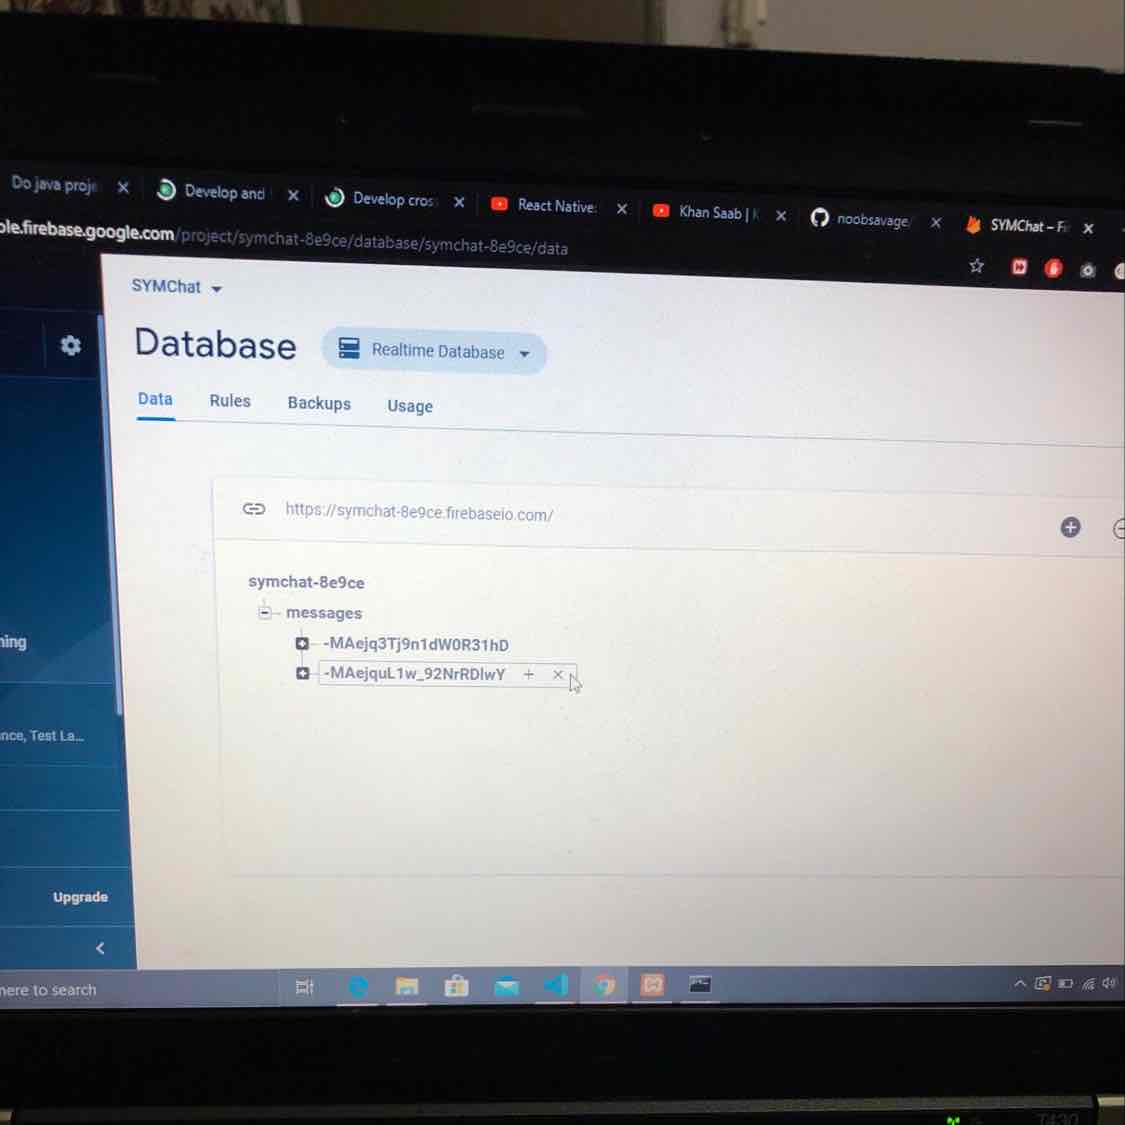 Do java proje
Develop and
Develop cros
React Native:
Khan Saab |
noobsavage/
SYMChat – Fi
ole.firebase.google.com/project/symchat-8e9ce/database/symchat-8e9ce/data
SYMChat
Database
Realtime Database
Data
Rules
Backups
Usage
https://symchat-8e9ce.firebaseio.com/
symchat-8e9ce
messages
-MAejq3Tj9n1dW0R31hD
-MAejquL1w_92NrRDlwY
ning
nce, Test La...
Upgrade
here to search
T430